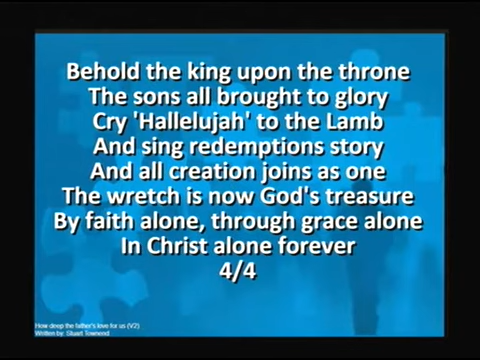 Behold the king upon the throne
The sons all brought to glory
Cry 'Hallelujah' to the Lamb
And sing redemptions story
And all creation joins as one
The wretch is now God's treasure
By faith alone, through grace alone
In Christ alone forever
4/4
How deep the father's love for us (V2)
Written by: Stuart Townend